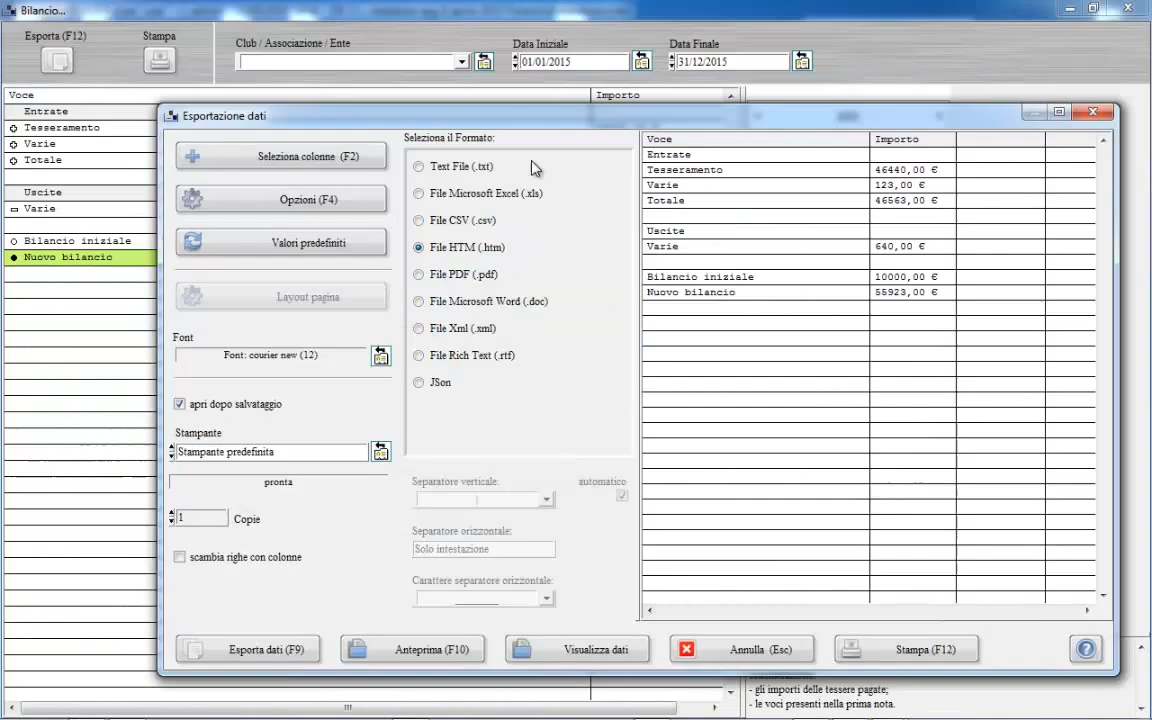 Bilancio...
Esporta (F12)
Stampa
Club / Associazione / Ente
Data Iniziale
Data Finale
01/01/2015
31/12/2015
Voce
Importo
Entrate
Tesseramento
Varie
Totale
Uscite
Varie
Bilancio iniziale
Nuovo bilancio
Esportazione dati
Seleziona colonne (F2)
Opzioni (F4)
Valori predefiniti
Layout pagina
Font
Font: courier new (12)
apri dopo salvataggio
Stampante
Stampante predefinita
pronta
1
Copie
scambia righe con colonne
Seleziona il Formato:
Text File (.txt)
File Microsoft Excel (.xls)
File CSV (.csv)
File HTM (.htm)
File PDF (.pdf)
File Microsoft Word (.doc)
File Xml (.xml)
File Rich Text (.rtf)
JSon
Separatore verticale:
automatico
|
Separatore orizzontale:
Solo intestazione
Carattere separatore orizzontale:
Voce Importo
Entrate
Tesseramento 46440,00 €
Varie 123,00 €
Totale 46563,00 €
Uscite
Varie 640,00 €
Bilancio iniziale 10000,00 €
Nuovo bilancio 55923,00 €
Esporta dati (F9)
Anteprima (F10)
Visualizza dati
Annulla (Esc)
Stampa (F12)
- gli importi delle tessere pagate;
- le voci presenti nella prima nota.